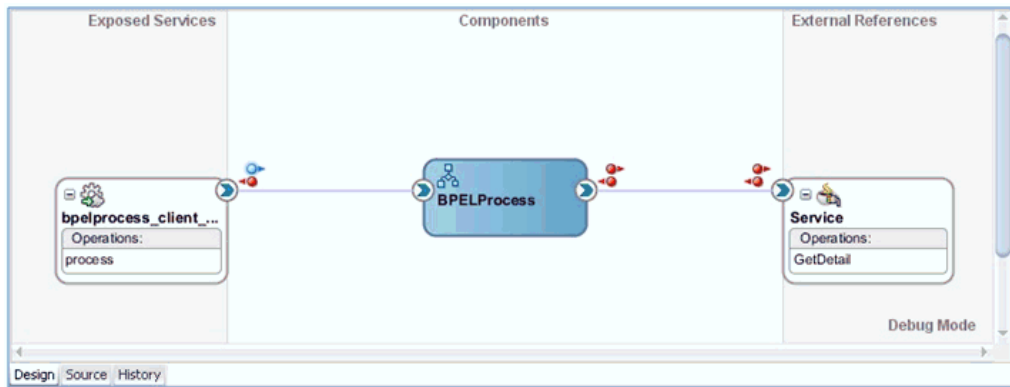 Exposed Services
Components
External References
bpelprocess_client_...
Operations:
process
BPELProcess
Service
Operations:
GetDetail
Debug Mode
Design
Source
History